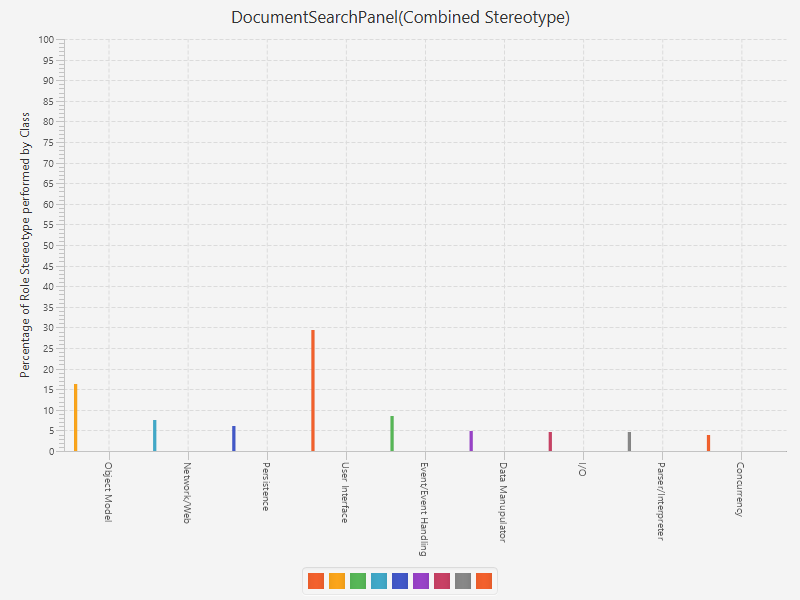 DocumentSearchPanel(Combined Stereotype)
Percentage of Role Stereotype performed by Class
100
95
90
85
80
75
70
65
60
55
50
45
40
35
30
25
20
15
10
5
0
Object Model
Network/Web
Persistence
User Interface
Event/Event Handling
Data Manupulator
I/O
Parser/Interpreter
Concurrency